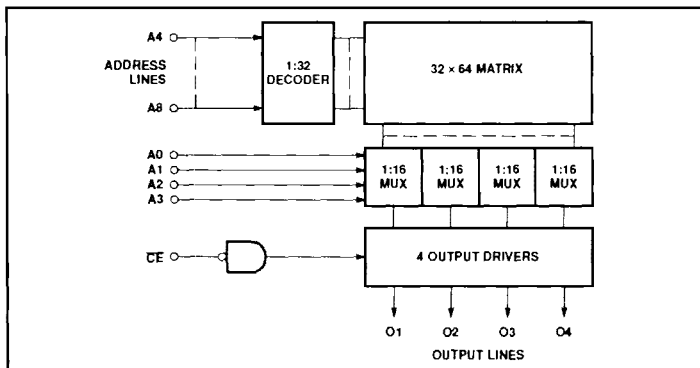 A4
ADDRESS
LINES
A8
1:32
DECODER
32 × 64 MATRIX
A0
A1
A2
A3
1:16
MUX
1:16
MUX
1:16
MUX
1:16
MUX
CE
4 OUTPUT DRIVERS
O1 O2 O3 O4
OUTPUT LINES